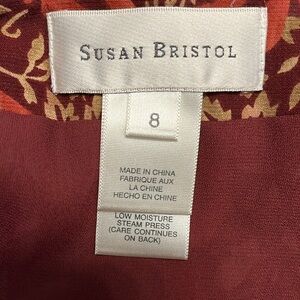 SUSAN BRISTOL
8
MADE IN CHINA
FABRIQUE AUX
LA CHINE
HECHO EN CHINE
LOW MOISTURE
STEAM PRESS
(CARE CONTINUES
ON BACK)